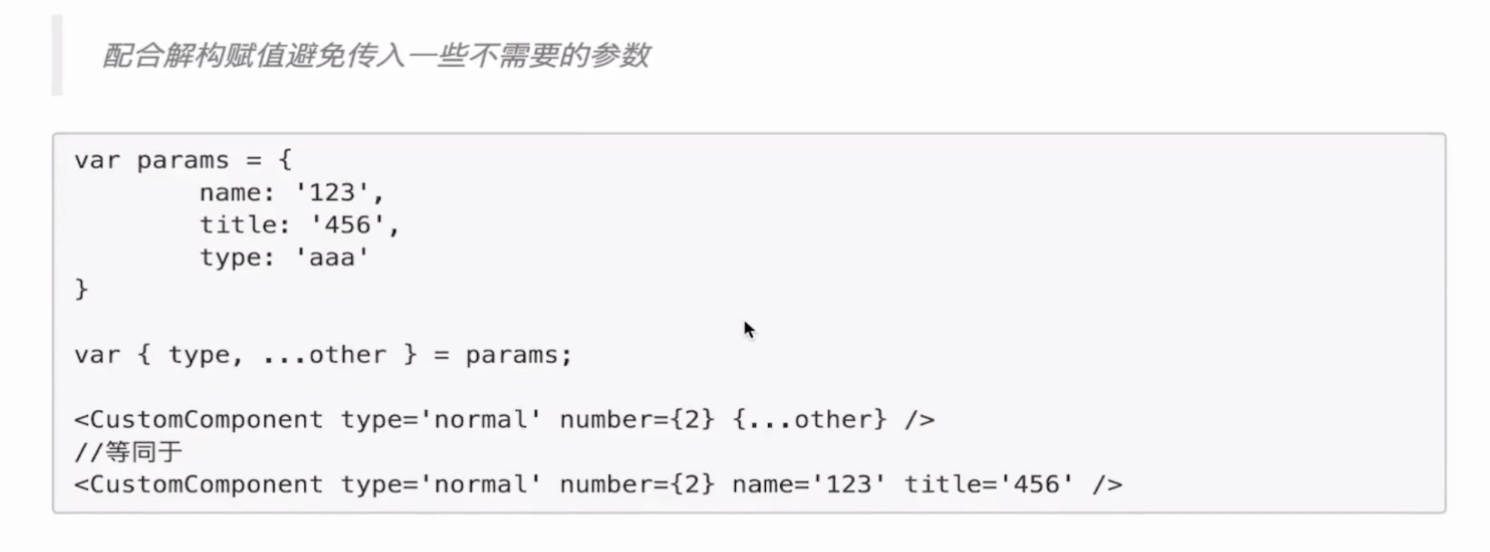 配合解构赋值避免传入一些不需要的参数
var params = {
        name: '123',
        title: '456',
        type: 'aaa'
}
var { type, ...other } = params;
<CustomComponent type='normal' number={2} {...other} />
//等同于
<CustomComponent type='normal' number={2} name='123' title='456' />